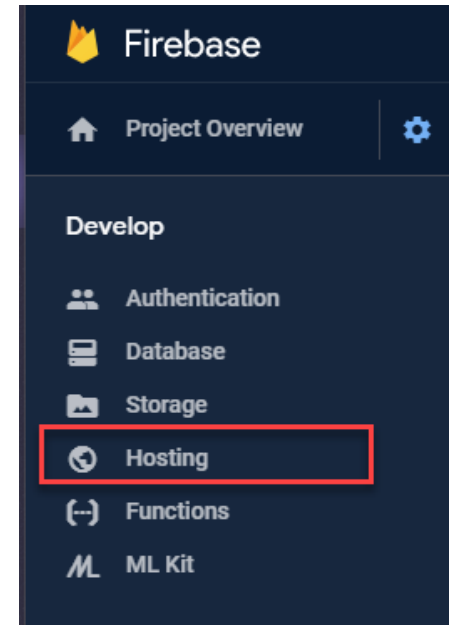 Firebase
Project Overview
Develop
Authentication
Database
Storage
Hosting
Functions
ML Kit